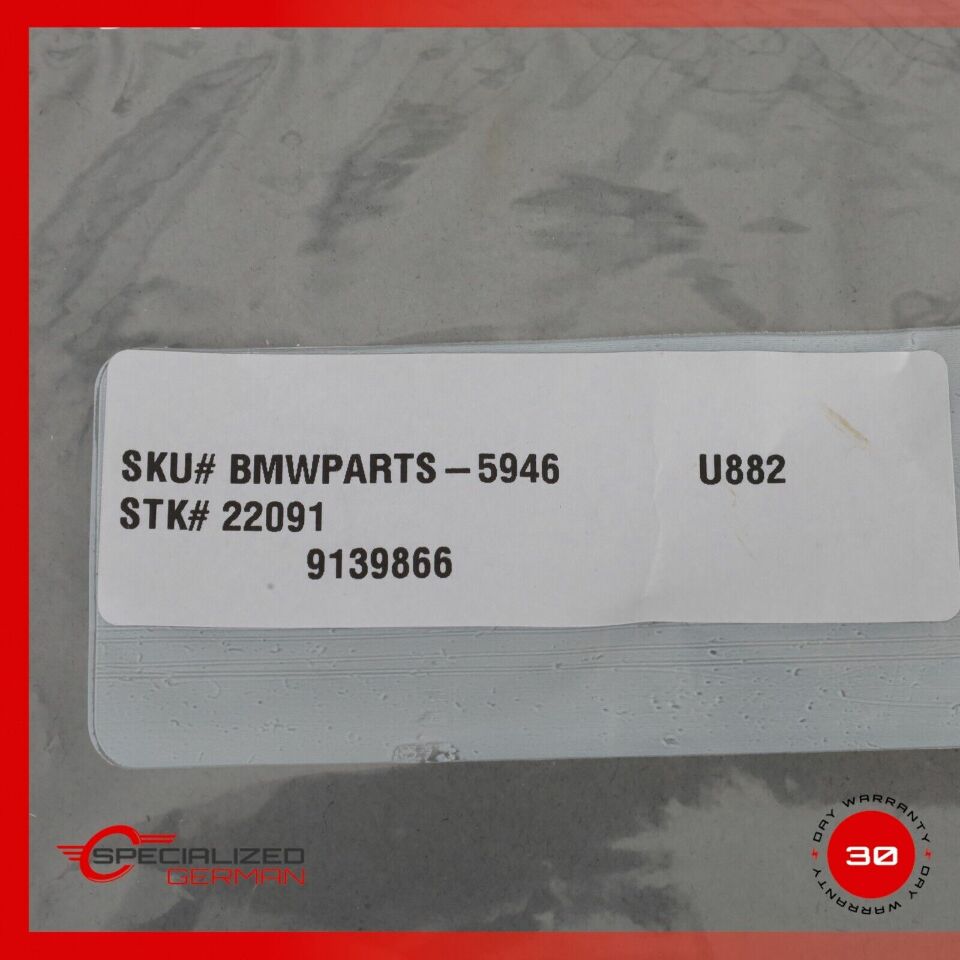 SKU# BMWPARTS-5946 U882
STK# 22091
9139866
SPECIALIZED
GERMAN
DAY WARRANTY
30
DAY WARRANTY